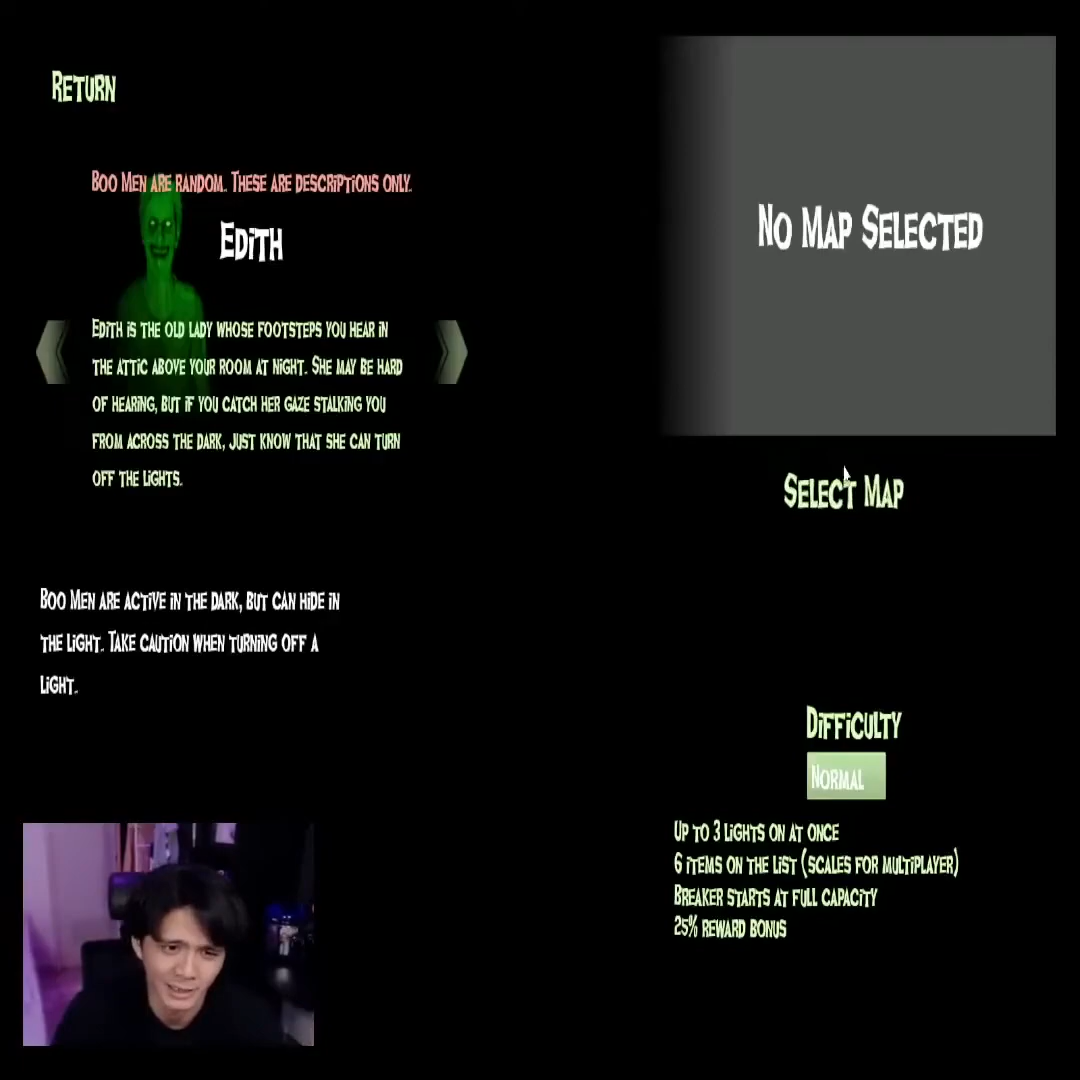 Return
Boo Men are random. These are descriptions only.
Edith
Edith is the old lady whose footsteps you hear in
the attic above your room at night. She may be hard
of hearing, but if you catch her gaze stalking you
from across the dark, just know that she can turn
off the lights.
Boo Men are active in the dark, but can hide in
the light. Take caution when turning off a
light.
No Map Selected
Select Map
Difficulty
Normal
Up to 3 lights on at once
6 items on the list (scales for multiplayer)
Breaker starts at full capacity
25% reward bonus